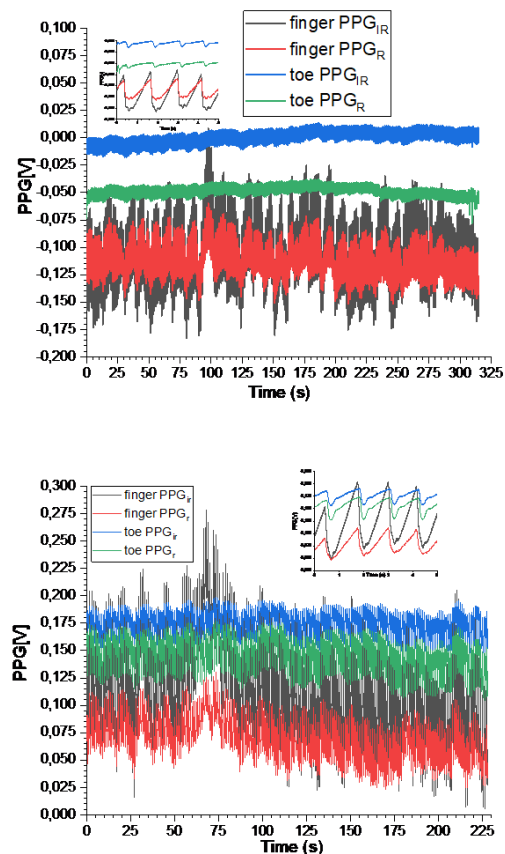 finger PPG_IR
finger PPG_R
toe PPG_IR
toe PPG_R
0,100
0,075
0,050
0,025
0,000
-0,050
-0,075
-0,100
-0,125
-0,150
-0,200
PPG[V]
0 25 50 75 100 125 150 175 200 225 250 275 300 325
Time (s)
finger PPG_ir
finger PPG_r
toe PPG_ir
toe PPG_r
0,300
0,275
0,250
0,225
0,200
0,175
0,150
0,125
0,100
0,075
0,050
0,025
0,000
PPG[V]
0 25 50 75 100 125 150 175 200 225
Time (s)